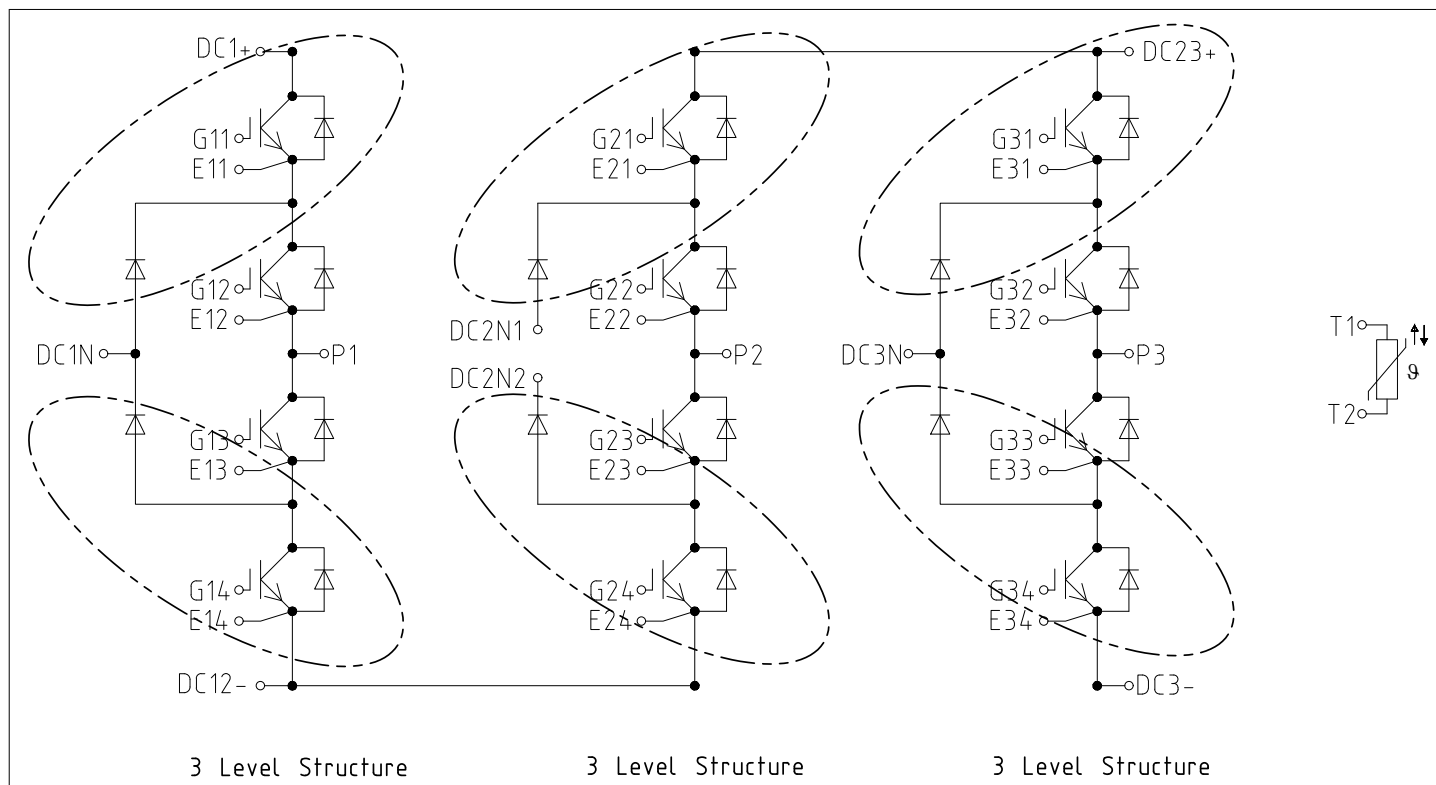 DC1+
DC23+
G11
G21
G31
E11
E21
E31
G12
G22
G32
E12
E22
E32
DC2N1
T1
DC1N
P1
P2
DC3N
P3
ϑ
DC2N2
T2
G13
G23
G33
E13
E23
E33
G14
G24
G34
E14
E24
E34
DC12-
DC3-
3 Level Structure
3 Level Structure
3 Level Structure